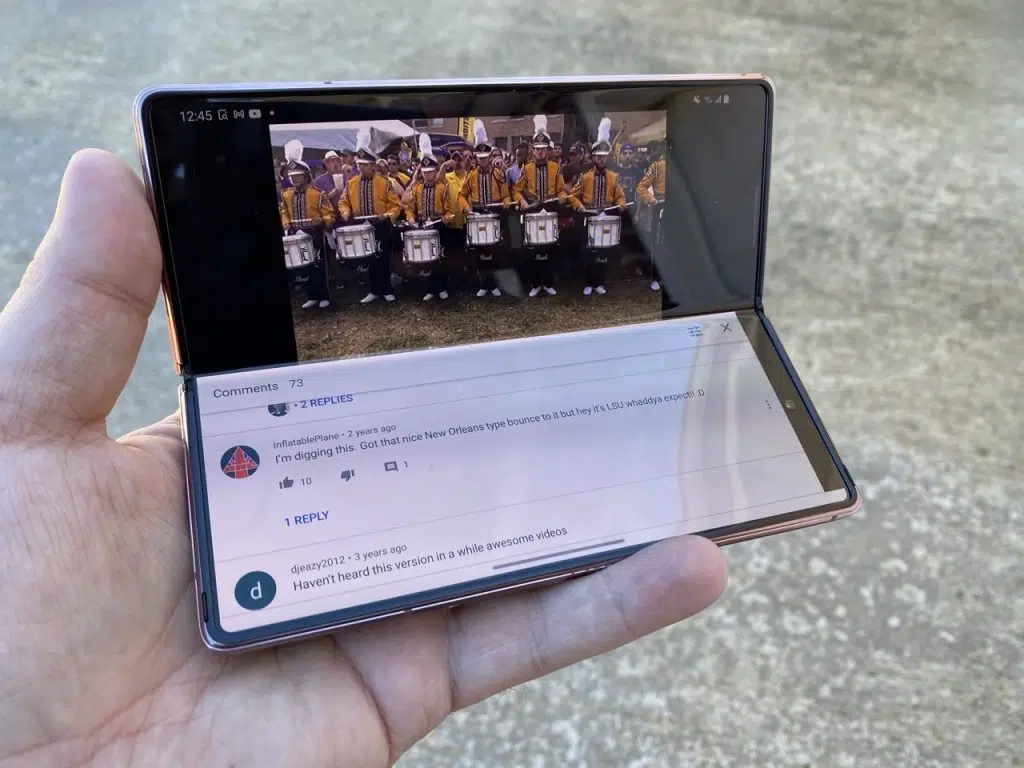 12:45
Comments 73
• 2 REPLIES
InflatablePlane • 2 years ago
I'm digging this. Got that nice New Orleans type bounce to it but hey it's LSU whaddya expect!! :D
10
1
1 REPLY
djeazy2012 • 3 years ago
d
Haven't heard this version in a while awesome videos